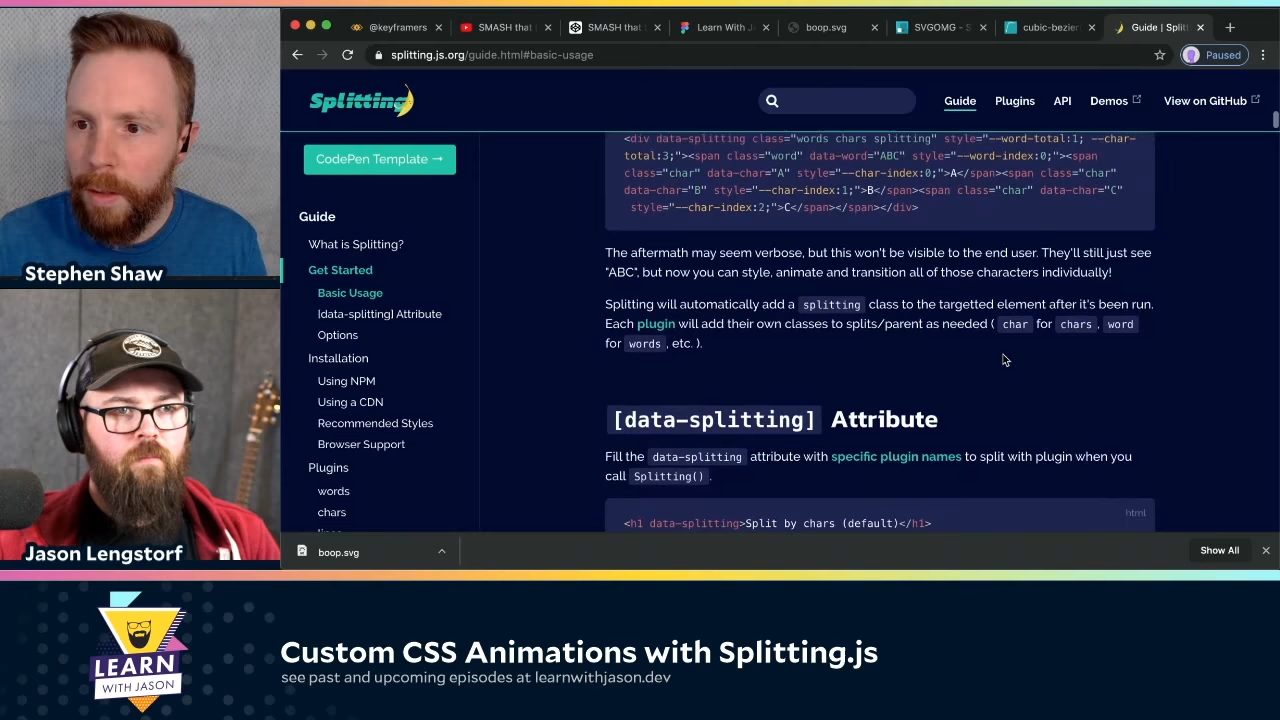 @keyframers
SMASH that
SMASH that L
Learn With J
boop.svg
SVGOMG - S
cubic-bezier
Guide | Splitt
splitting.js.org/guide.html#basic-usage
Paused
Splitting
Guide
Plugins
API
Demos
View on GitHub
CodePen Template →
Guide
What is Splitting?
Get Started
Basic Usage
[data-splitting] Attribute
Options
Installation
Using NPM
Using a CDN
Recommended Styles
Browser Support
Plugins
words
chars
<div data-splitting class="words chars splitting" style="--word-total:1; --char-
total:3;"><span class="word" data-word="ABC" style="--word-index:0;"><span
class="char" data-char="A" style="--char-index:0;">A</span><span class="char"
data-char="B" style="--char-index:1;">B</span><span class="char" data-char="C"
style="--char-index:2;">C</span></span></div>
The aftermath may seem verbose, but this won't be visible to the end user. They'll still just see
"ABC", but now you can style, animate and transition all of those characters individually!
Splitting will automatically add a splitting class to the targetted element after it's been run.
Each plugin will add their own classes to splits/parent as needed ( char for chars , word
for words , etc. ).
[data-splitting] Attribute
Fill the data-splitting attribute with specific plugin names to split with plugin when you
call Splitting() .
html
<h1 data-splitting>Split by chars (default)</h1>
boop.svg
Show All
Stephen Shaw
Jason Lengstorf
LEARN
WITH JASON
Custom CSS Animations with Splitting.js
see past and upcoming episodes at learnwithjason.dev